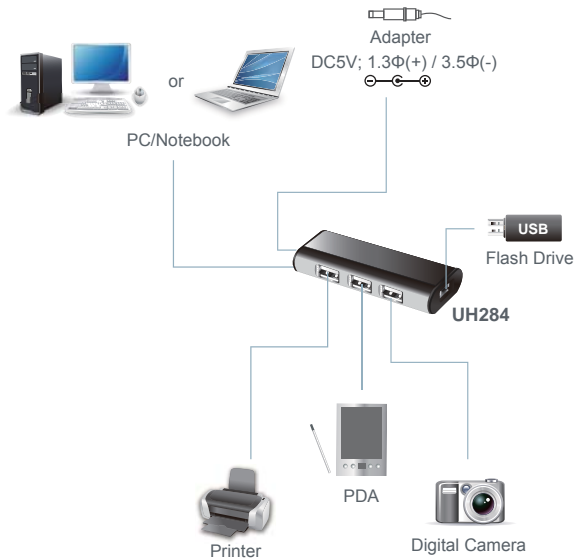 Adapter
DC5V; 1.3Φ(+) / 3.5Φ(-)
or
PC/Notebook
USB
Flash Drive
UH284
PDA
Printer
Digital Camera